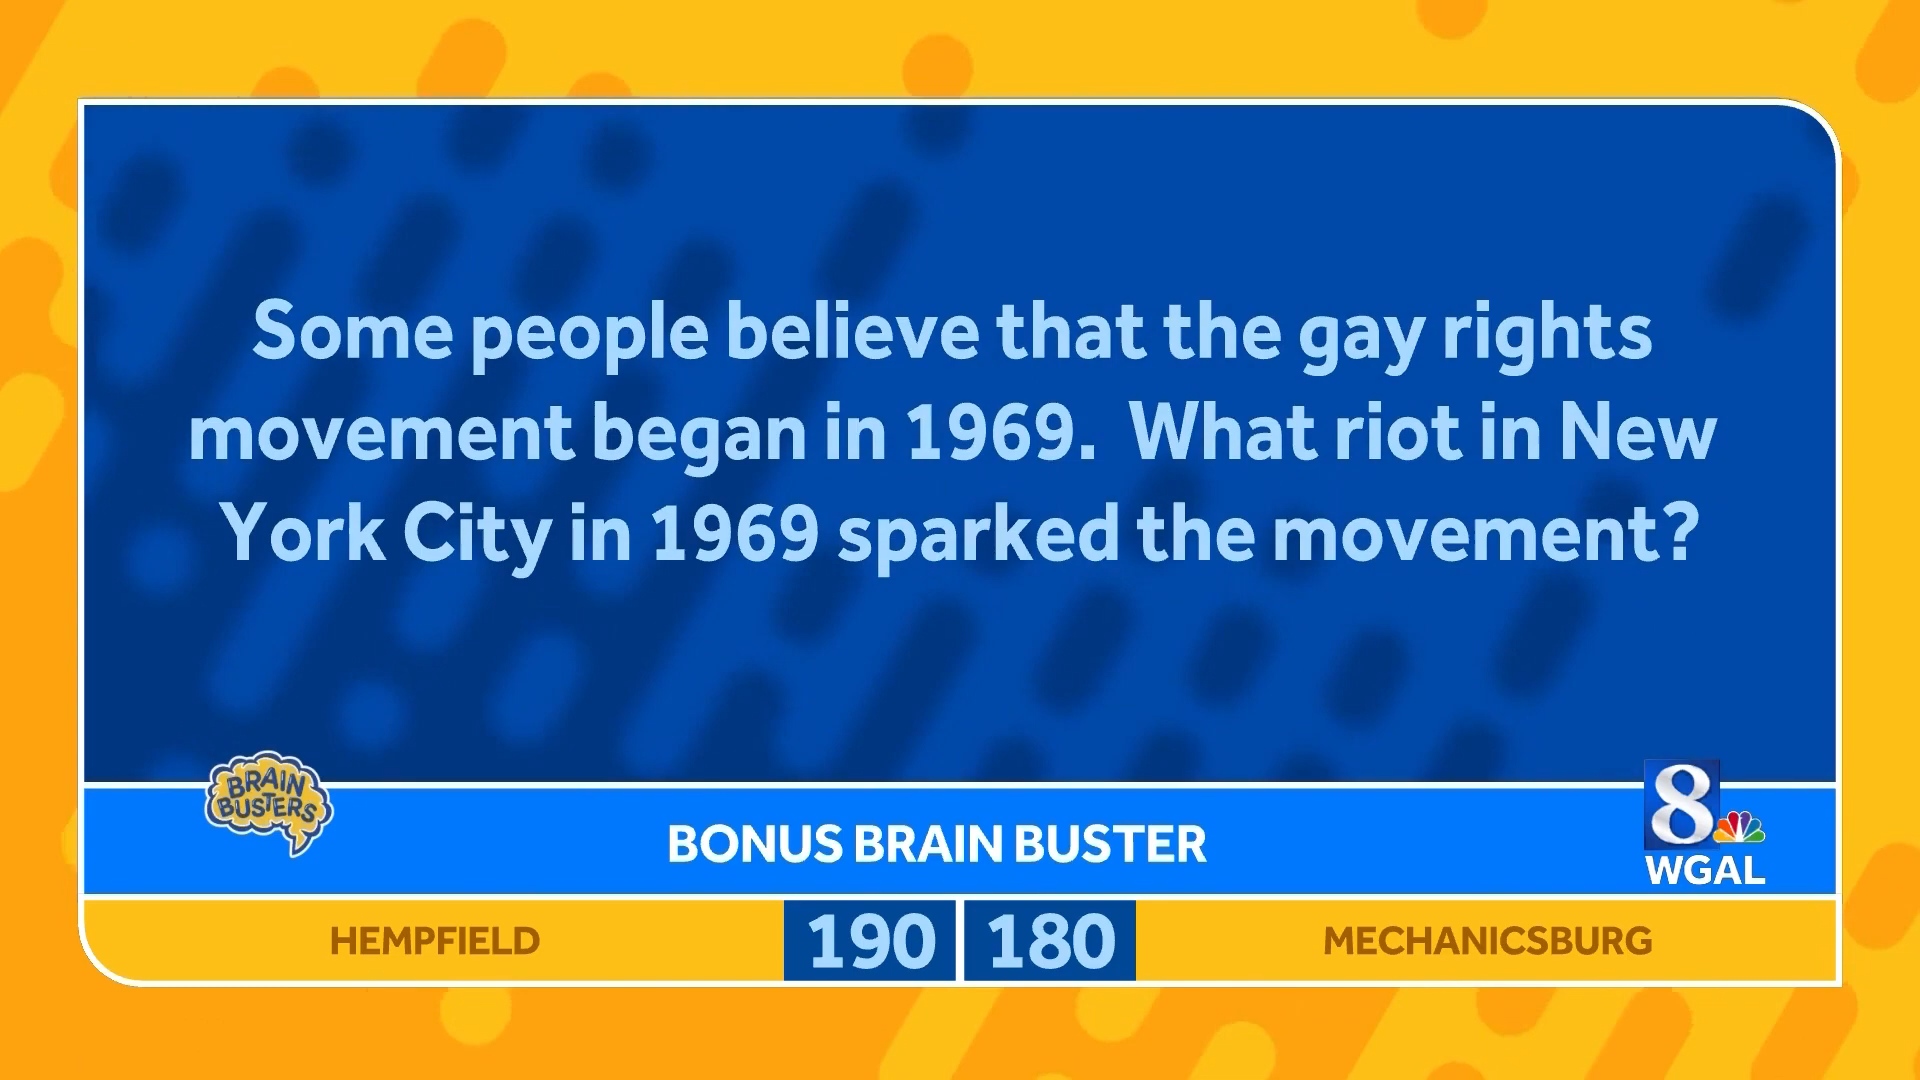 Some people believe that the gay rights
movement began in 1969.  What riot in New
York City in 1969 sparked the movement?
BRAIN
BUSTERS
BONUS BRAIN BUSTER
8
WGAL
HEMPFIELD 190 180 MECHANICSBURG